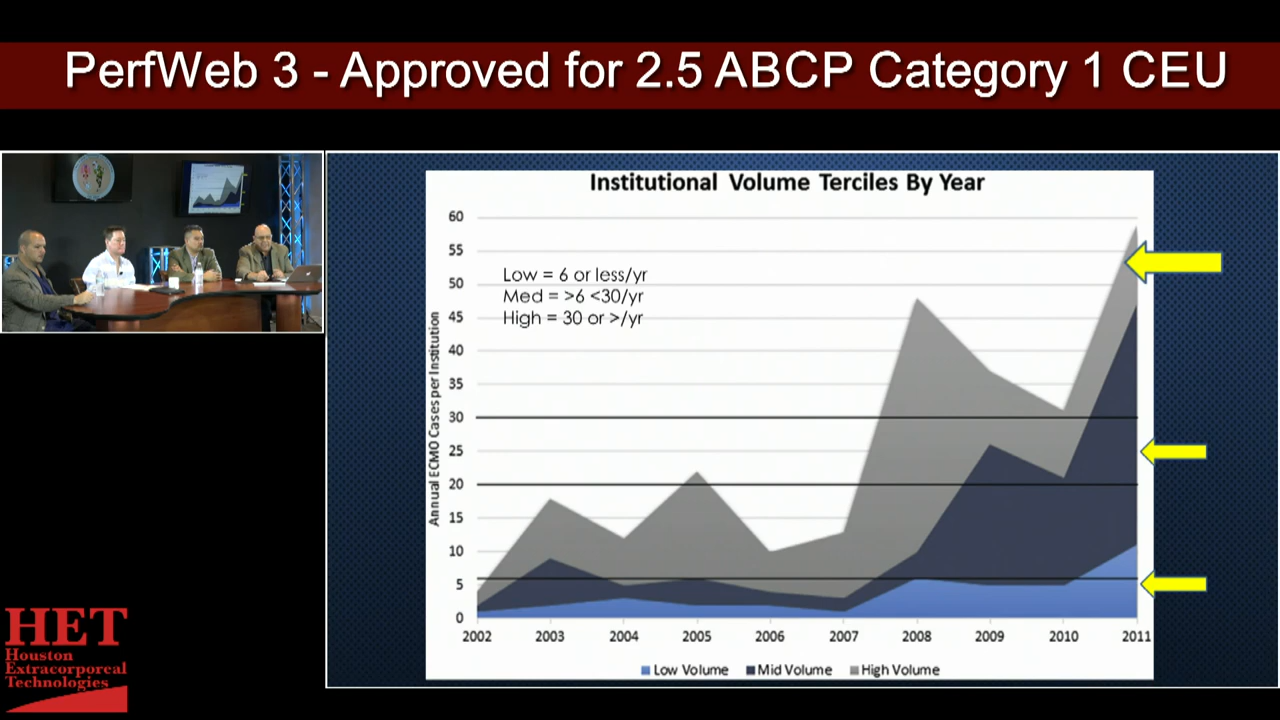 PerfWeb 3 - Approved for 2.5 ABCP Category 1 CEU
Institutional Volume Terciles By Year
Low = 6 or less/yr
Med = >6 <30/yr
High = 30 or >/yr
Annual ECMO Cases per Institution
60
55
50
45
40
35
30
25
20
15
10
5
0
2002 2003 2004 2005 2006 2007 2008 2009 2010 2011
Low Volume Mid Volume High Volume
HET
Houston
Extracorporeal
Technologies